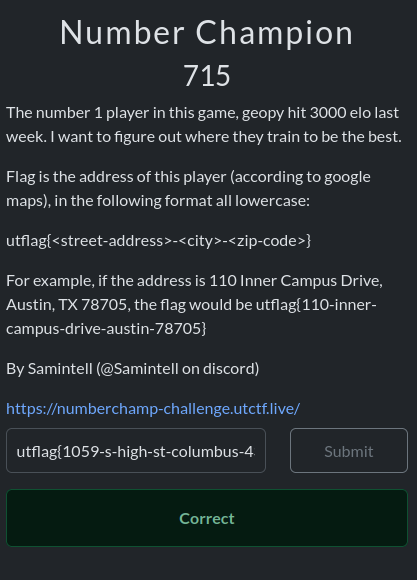 Number Champion
715
The number 1 player in this game, geopy hit 3000 elo last
week. I want to figure out where they train to be the best.
Flag is the address of this player (according to google
maps), in the following format all lowercase:
utflag{<street-address>-<city>-<zip-code>}
For example, if the address is 110 Inner Campus Drive,
Austin, TX 78705, the flag would be utflag{110-inner-
campus-drive-austin-78705}
By Samintell (@Samintell on discord)
https://numberchamp-challenge.utctf.live/
utflag{1059-s-high-st-columbus-4
Submit
Correct